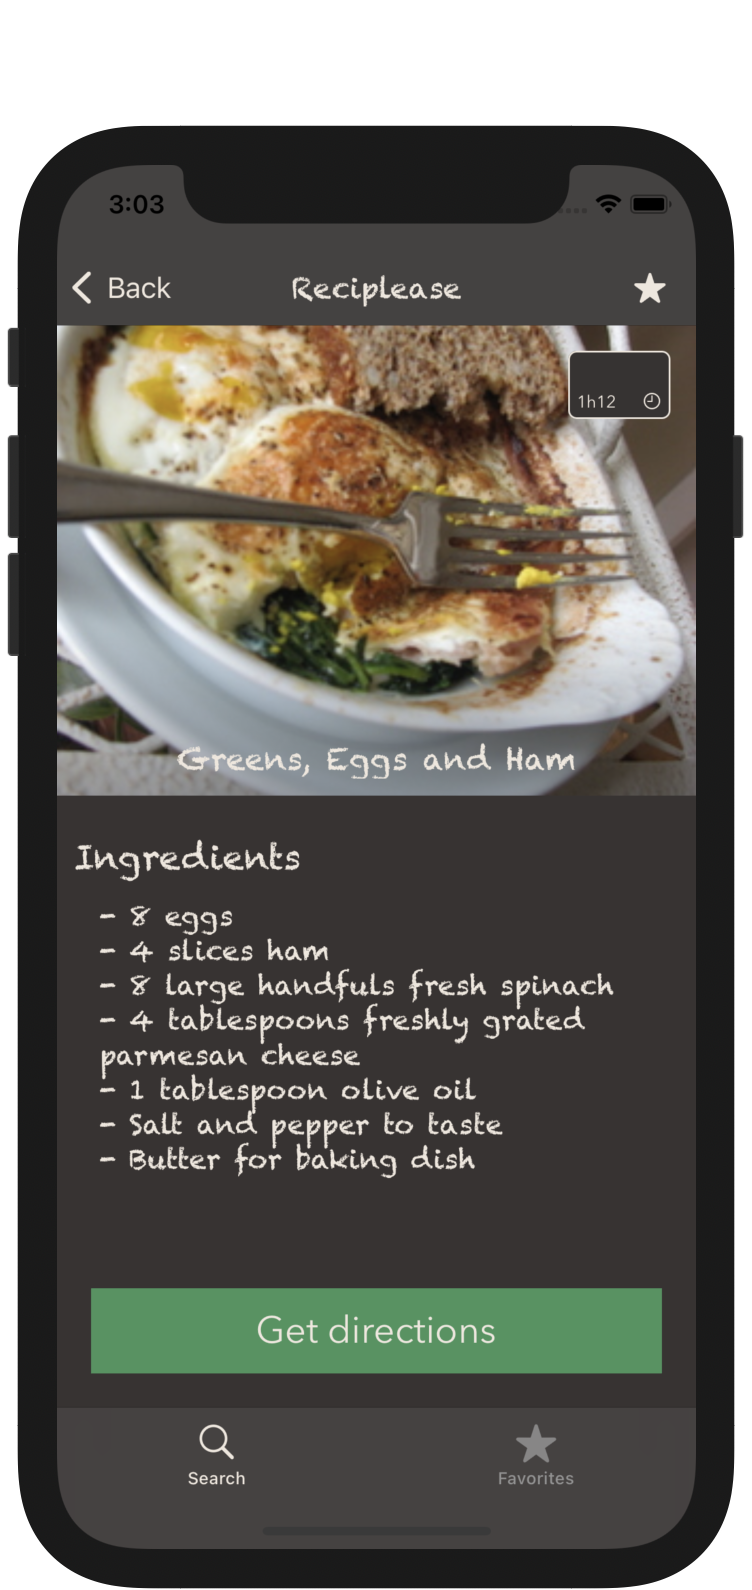 3:03
Back
Reciplease
1h12
Greens, Eggs and Ham
Ingredients
- 8 eggs
- 4 slices ham
- 8 large handfuls fresh spinach
- 4 tablespoons freshly grated
parmesan cheese
- 1 tablespoon olive oil
- Salt and pepper to taste
- Butter for baking dish
Get directions
Search
Favorites